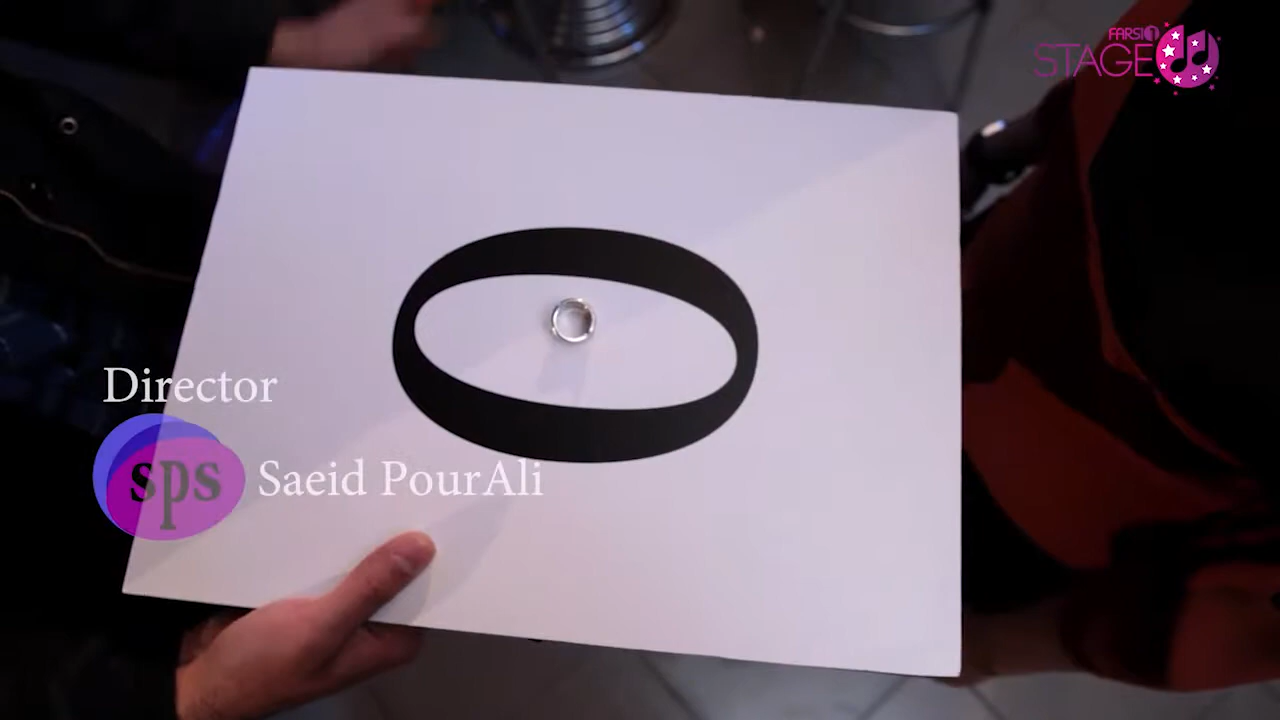 FARSI1
STAGE
O
Director
sps
Saeid PourAli